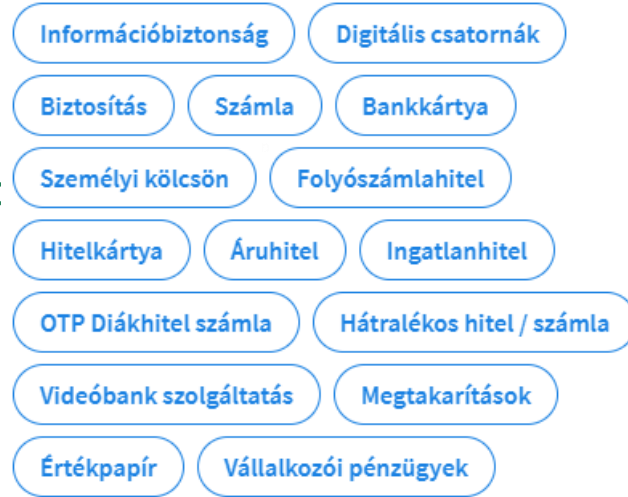 Információbiztonság Digitális csatornák
Biztosítás Számla Bankkártya
Személyi kölcsön Folyószámlahitel
Hitelkártya Áruhitel Ingatlanhitel
OTP Diákhitel számla Hátralékos hitel / számla
Videóbank szolgáltatás Megtakarítások
Értékpapír Vállalkozói pénzügyek